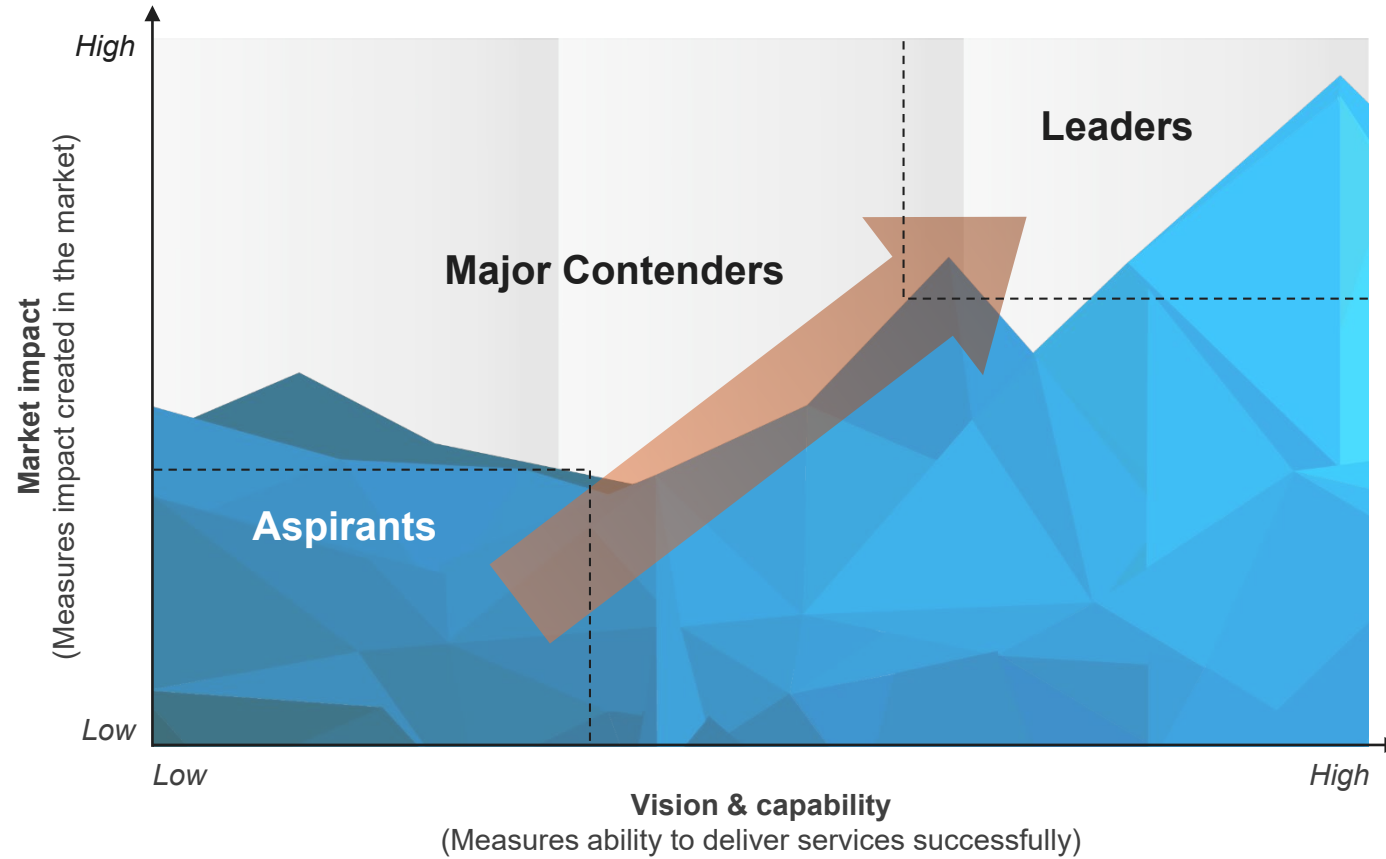 High
Leaders
Major Contenders
Market impact
(Measures impact created in the market)
Aspirants
Low
Low
High
Vision & capability
(Measures ability to deliver services successfully)